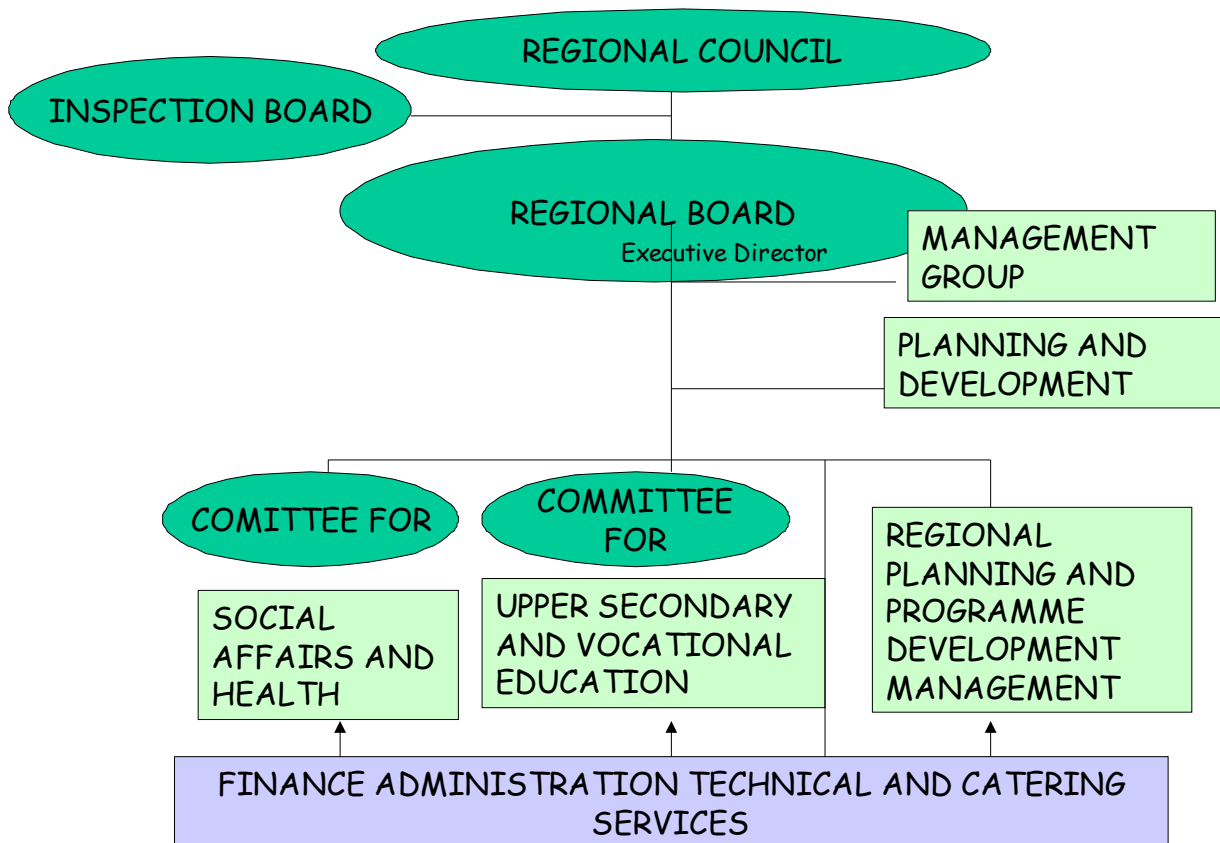 REGIONAL COUNCIL
INSPECTION BOARD
REGIONAL BOARD
Executive Director
MANAGEMENT
GROUP
PLANNING AND
DEVELOPMENT
COMITTEE FOR
COMMITTEE
FOR
REGIONAL
PLANNING AND
PROGRAMME
DEVELOPMENT
MANAGEMENT
SOCIAL
AFFAIRS AND
HEALTH
UPPER SECONDARY
AND VOCATIONAL
EDUCATION
FINANCE ADMINISTRATION TECHNICAL AND CATERING
SERVICES